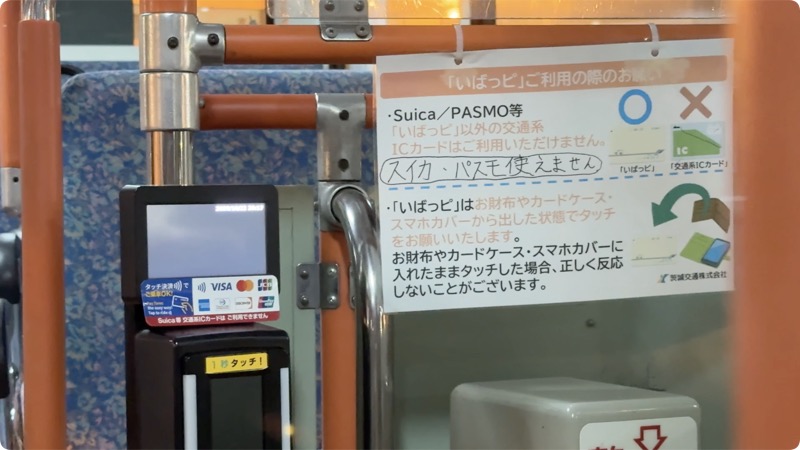 「いばっピ」ご利用の際のお願い
・Suica／PASMO等
「いばっピ」以外の交通系
ICカードはご利用いただけません。
スイカ・パスモ使えません
「いばっピ」
IC
「交通系ICカード」
・「いばっピ」はお財布やカードケース・
スマホカバーから出した状態でタッチ
をお願いいたします。
お財布やカードケース・スマホカバーに
入れたままタッチした場合、正しく反応
しないことがございます。
茨城交通株式会社
タッチ決済
ご乗車OK!
VISA
JCB
Suica等 交通系ICカードは ご利用できません
1秒タッチ!